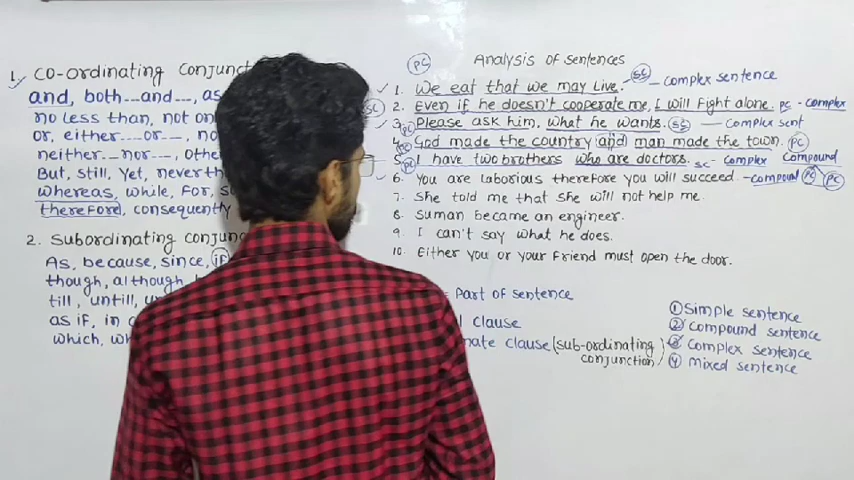 1. CO-ordinating Conjunct
and, both---and---, as
no less than, not on
or, either---or---, no
neither---nor---, othe
But, still, Yet, neverth
whereas, while, For, s
therefore, consequently
2. Subordinating conjun
As, because, since, if
though, although, b
till, untill, u
as if, in
which, wh
PC Analysis of sentences
1. We eat that we may Live. SC — complex sentence
SC 2. Even if he doesn't cooperate me, I will fight alone. PC - complex
3. PC Please ask him, what he wants. SC — complex sent
4. PC God made the country and man made the town. PC
5. PC I have two brothers who are doctors. SC - complex compound
6. You are laborious therefore you will succeed - compound PC PC
7. She told me that she will not help me.
8. Suman became an engineer.
9. I can't say what he does.
10. Either you or your friend must open the door.
= Part of sentence
l clause
nate clause (sub-ordinating conjunction)
1 Simple sentence
2 compound sentence
3 complex sentence
4 mixed sentence